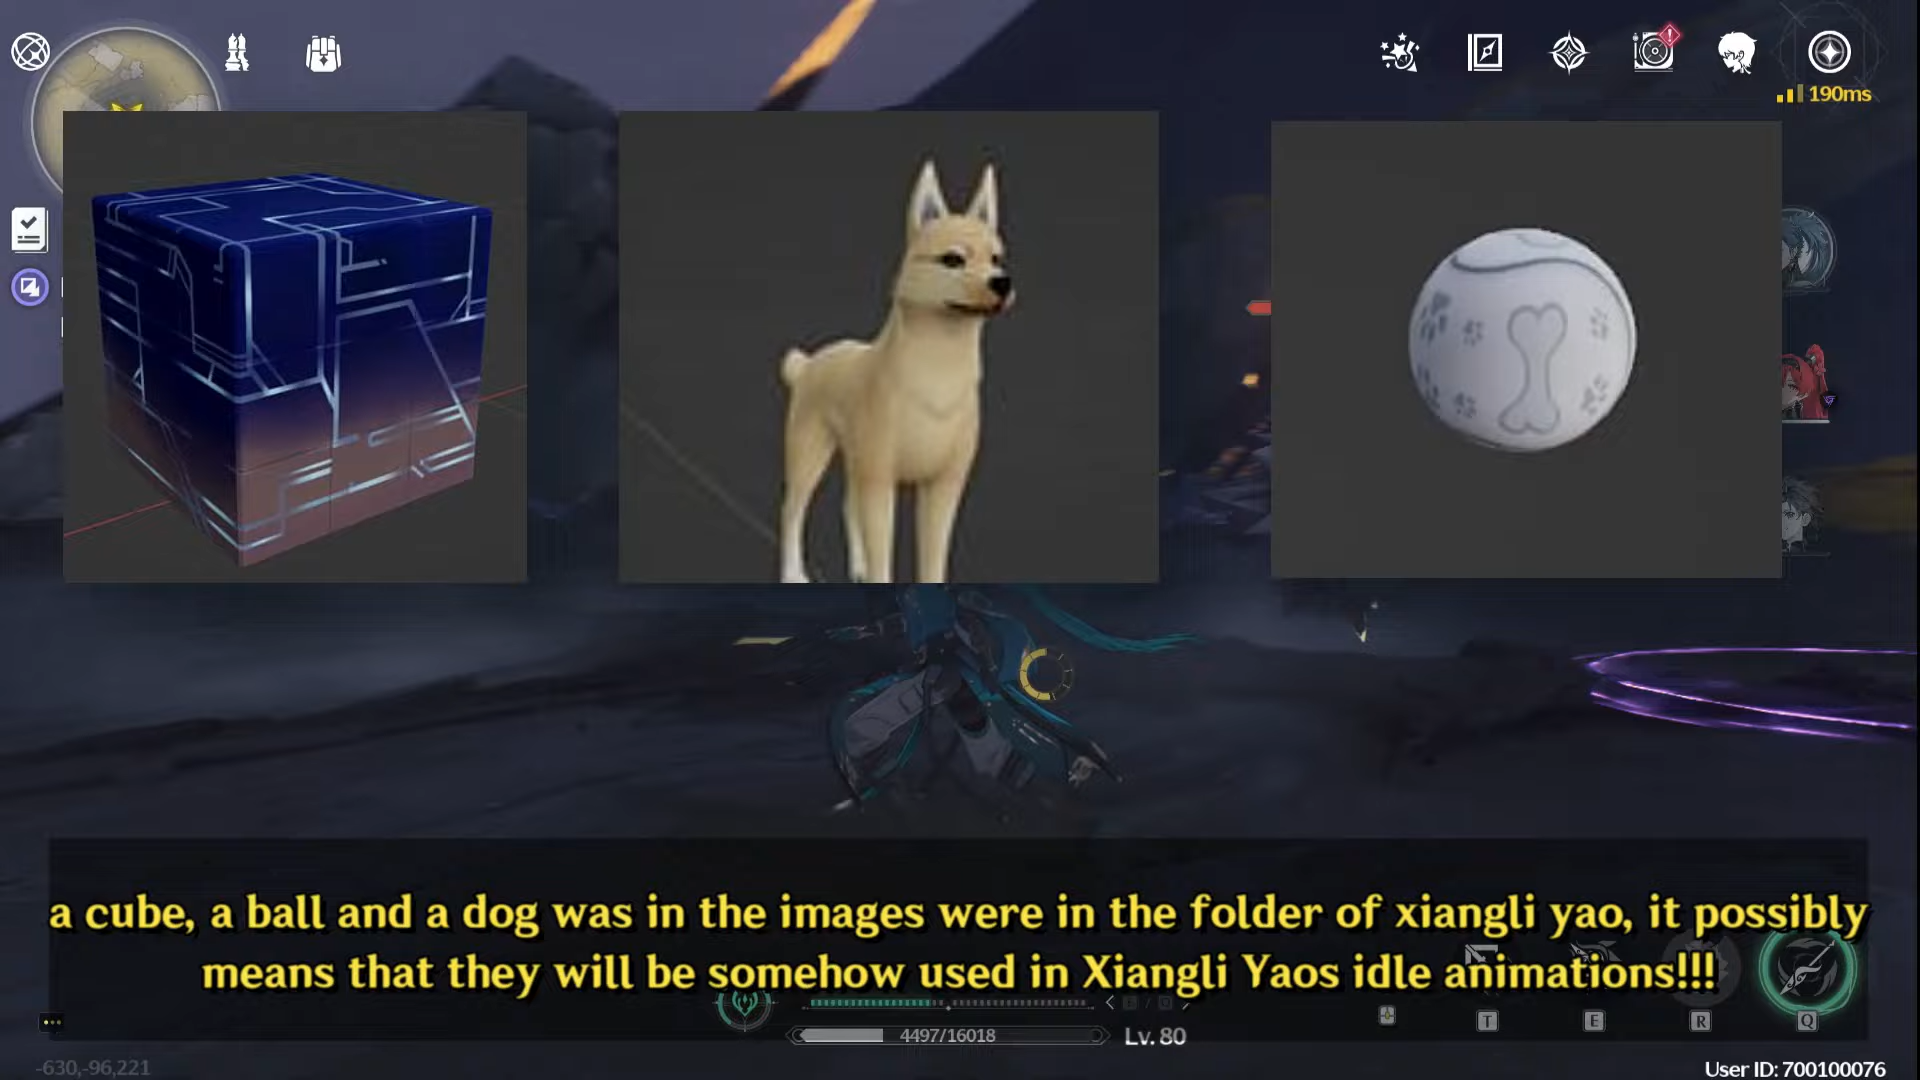 190ms
a cube, a ball and a dog was in the images were in the folder of xiangli yao, it possibly
means that they will be somehow used in Xiangli Yaos idle animations!!!
4497/16018
Lv. 80
T
E
R
Q
-630,-96,221
User ID: 700100076